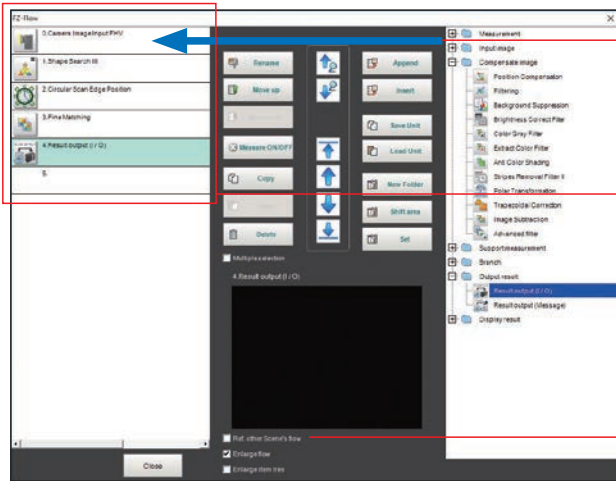 FZ-Flow
0.Camera Image Input FHV
1.Shape Search III
2.Circular Scan Edge Position
3.Fine Matching
4.Result output (I / O)
5.
Close
Rename
Move up
Measure ON/OFF
Copy
Delete
Append
Insert
Save Unit
Load Unit
New Folder
Shift area
Set
Multiple selection
4.Result output (I / O)
Ref. other Scene's flow
Enlarge flow
Enlarge item tree
Measurement
Input image
Compensate image
Position Compensation
Filtering
Background Suppression
Brightness Correct Filter
Color Gray Filter
Extract Color Filter
Anti Color Shading
Stripes Removal Filter II
Polar Transformation
Trapezoidal Correction
Image Subtraction
Advanced filter
Support measurement
Branch
Output result
Result output (I / O)
Result output (Message)
Display result